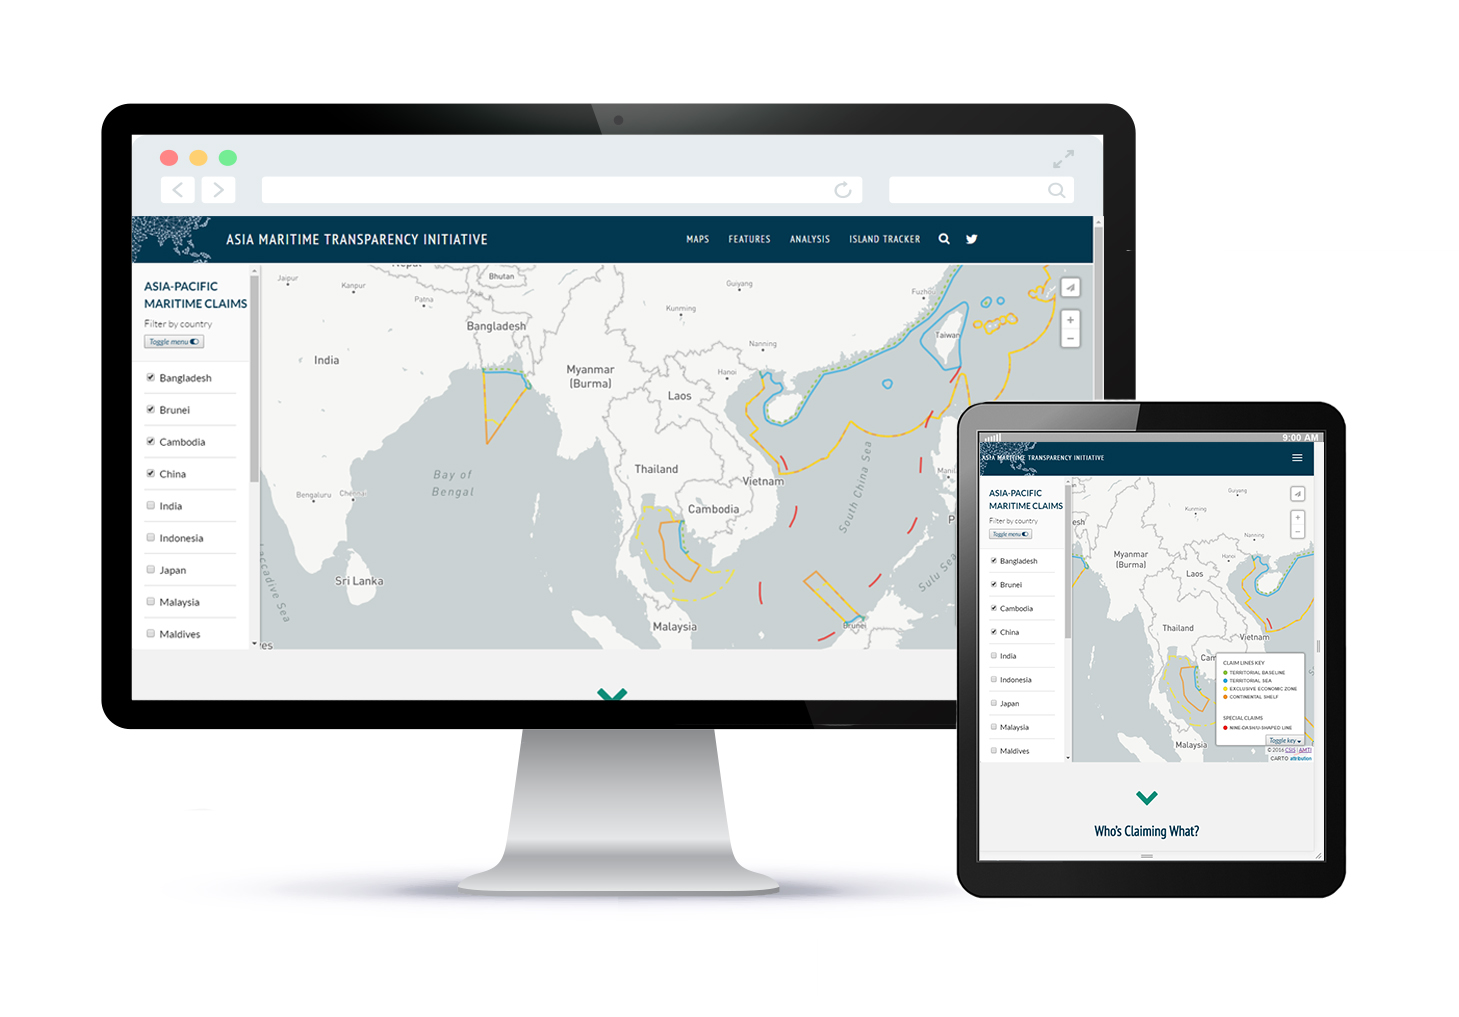 ASIA MARITIME TRANSPARENCY INITIATIVE
MAPS
FEATURES
ANALYSIS
ISLAND TRACKER
ASIA-PACIFIC
MARITIME CLAIMS
Filter by country
Toggle menu
Bangladesh
Brunei
Cambodia
China
India
Indonesia
Japan
Malaysia
Maldives
Nepal
Bhutan
Jaipur
Kanpur
Patna
Guiyang
Fuzhou
Kunming
Bangladesh
Taiwan
Nanning
India
Myanmar
(Burma)
Hanoi
Laos
Thailand
Vietnam
Manil
Bay of
Bengal
South China Sea
Bengaluru
Chennai
Cambodia
P
Laccadive Sea
Sri Lanka
Sulu Sea
Malaysia
Brunei
ves
9:00 AM
ASIA MARITIME TRANSPARENCY INITIATIVE
ASIA-PACIFIC
MARITIME CLAIMS
Filter by country
Toggle menu
Bangladesh
Brunei
Cambodia
China
India
Indonesia
Japan
Malaysia
Maldives
Guiyang
Kunming
esh
Nanning
Myanmar
(Burma)
Hanoi
Laos
Thailand
Vietnam
Cam
Malaysia
CLAIM LINES KEY
TERRITORIAL BASELINE
TERRITORIAL SEA
EXCLUSIVE ECONOMIC ZONE
CONTINENTAL SHELF
SPECIAL CLAIMS
NINE-DASH/U-SHAPED LINE
Toggle key
© 2016 CSIS | AMTI
CARTO attribution
Who's Claiming What?